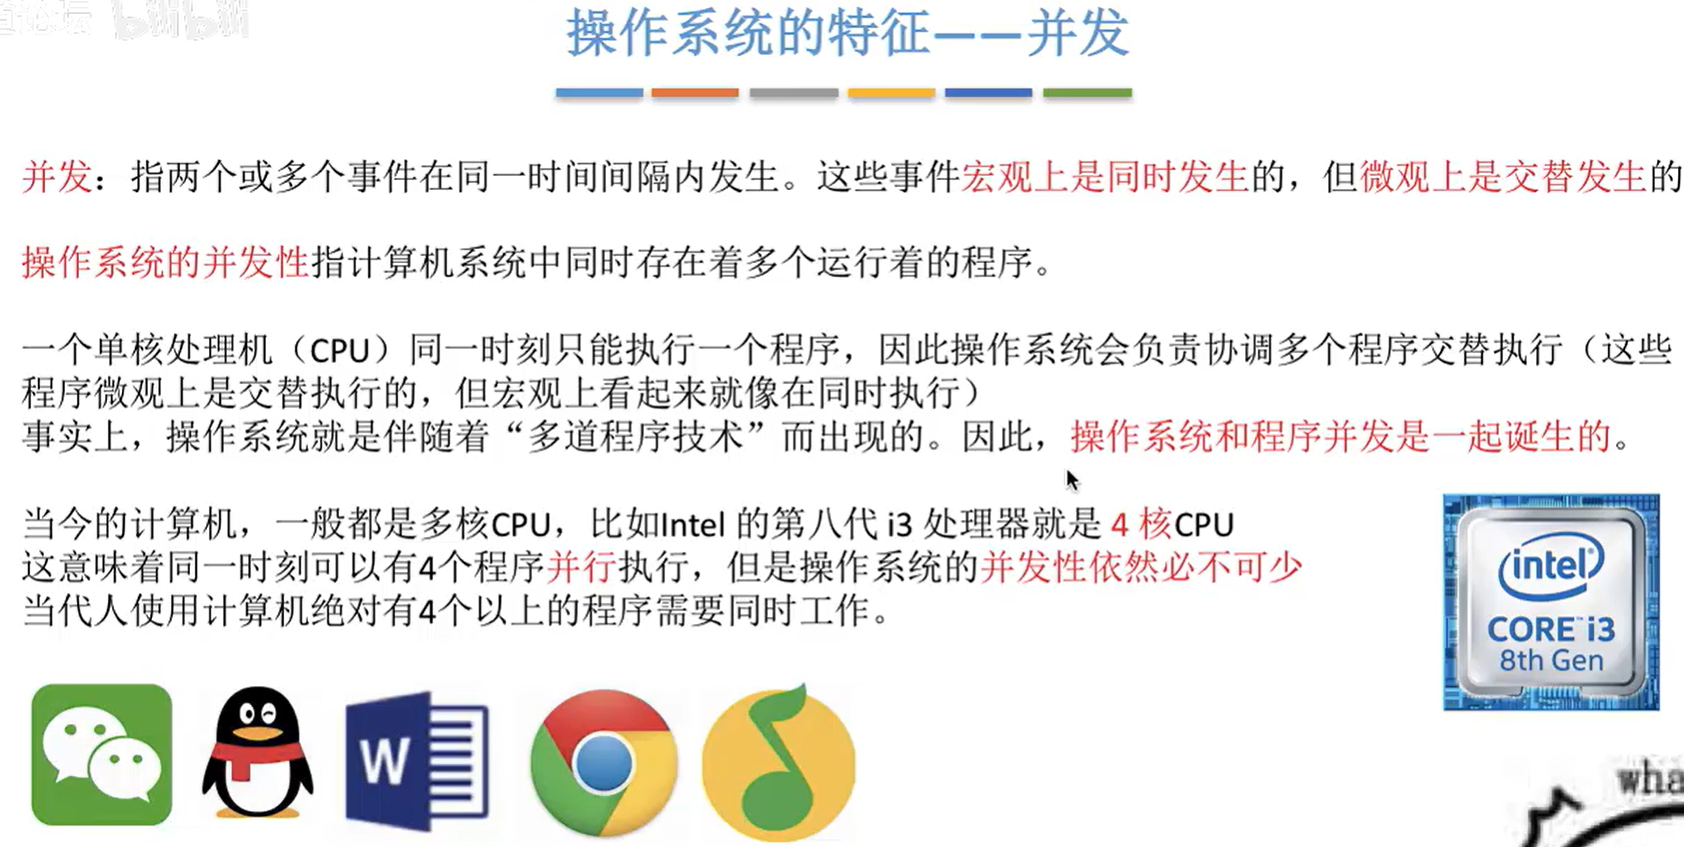 操作系统的特征——并发
并发：指两个或多个事件在同一时间间隔内发生。这些事件宏观上是同时发生的，但微观上是交替发生的
操作系统的并发性指计算机系统中同时存在着多个运行着的程序。
一个单核处理机（CPU）同一时刻只能执行一个程序，因此操作系统会负责协调多个程序交替执行（这些
程序微观上是交替执行的，但宏观上看起来就像在同时执行）
事实上，操作系统就是伴随着“多道程序技术”而出现的。因此，操作系统和程序并发是一起诞生的。
当今的计算机，一般都是多核CPU，比如Intel 的第八代 i3 处理器就是 4 核CPU
这意味着同一时刻可以有4个程序并行执行，但是操作系统的并发性依然必不可少
当代人使用计算机绝对有4个以上的程序需要同时工作。
intel
CORE™ i3
8th Gen
W
wha
bilibili